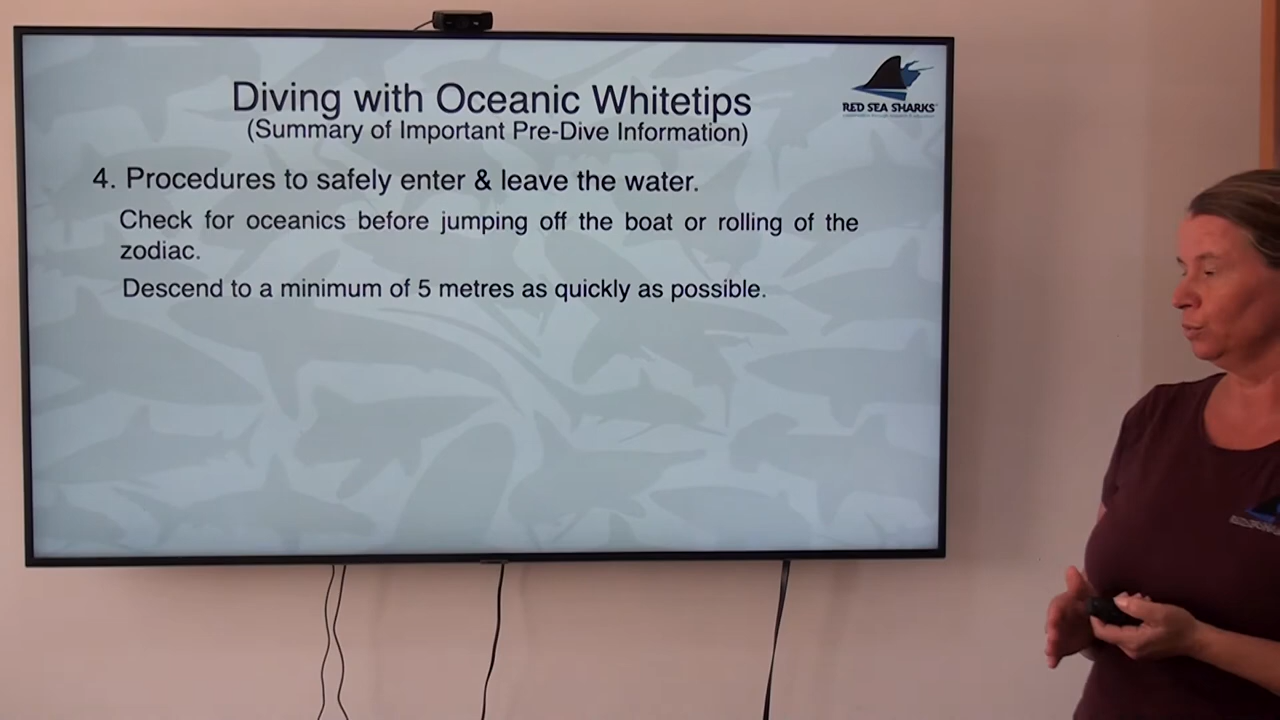 Diving with Oceanic Whitetips
(Summary of Important Pre-Dive Information)
RED SEA SHARKS
4. Procedures to safely enter & leave the water.
Check for oceanics before jumping off the boat or rolling of the
zodiac.
Descend to a minimum of 5 metres as quickly as possible.